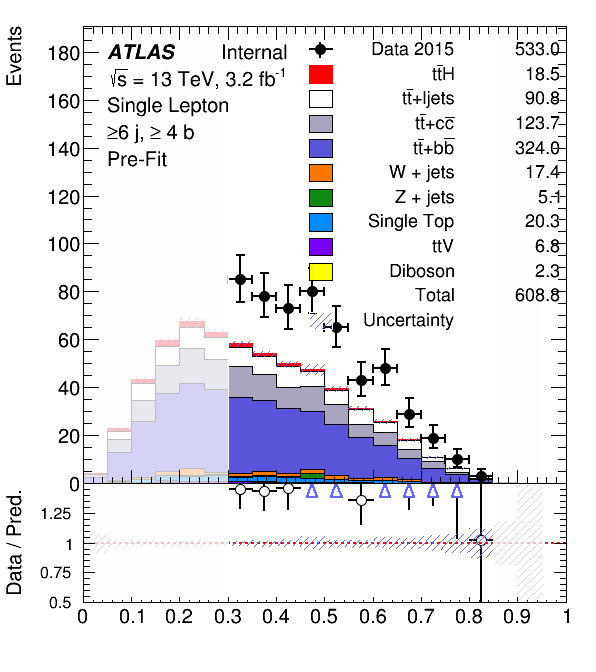 Events
ATLAS Internal
√s = 13 TeV, 3.2 fb⁻¹
Single Lepton
≥6 j, ≥ 4 b
Pre-Fit
Data 2015 533.0
tt̄H 18.5
tt̄+ljets 90.8
tt̄+cc̄ 123.7
tt̄+bb̄ 324.0
W + jets 17.4
Z + jets 5.1
Single Top 20.3
ttV 6.8
Diboson 2.3
Total 608.8
Uncertainty
180
160
140
120
100
80
60
40
20
0
Data / Pred.
1.25
1
0.75
0.5
0 0.1 0.2 0.3 0.4 0.5 0.6 0.7 0.8 0.9 1